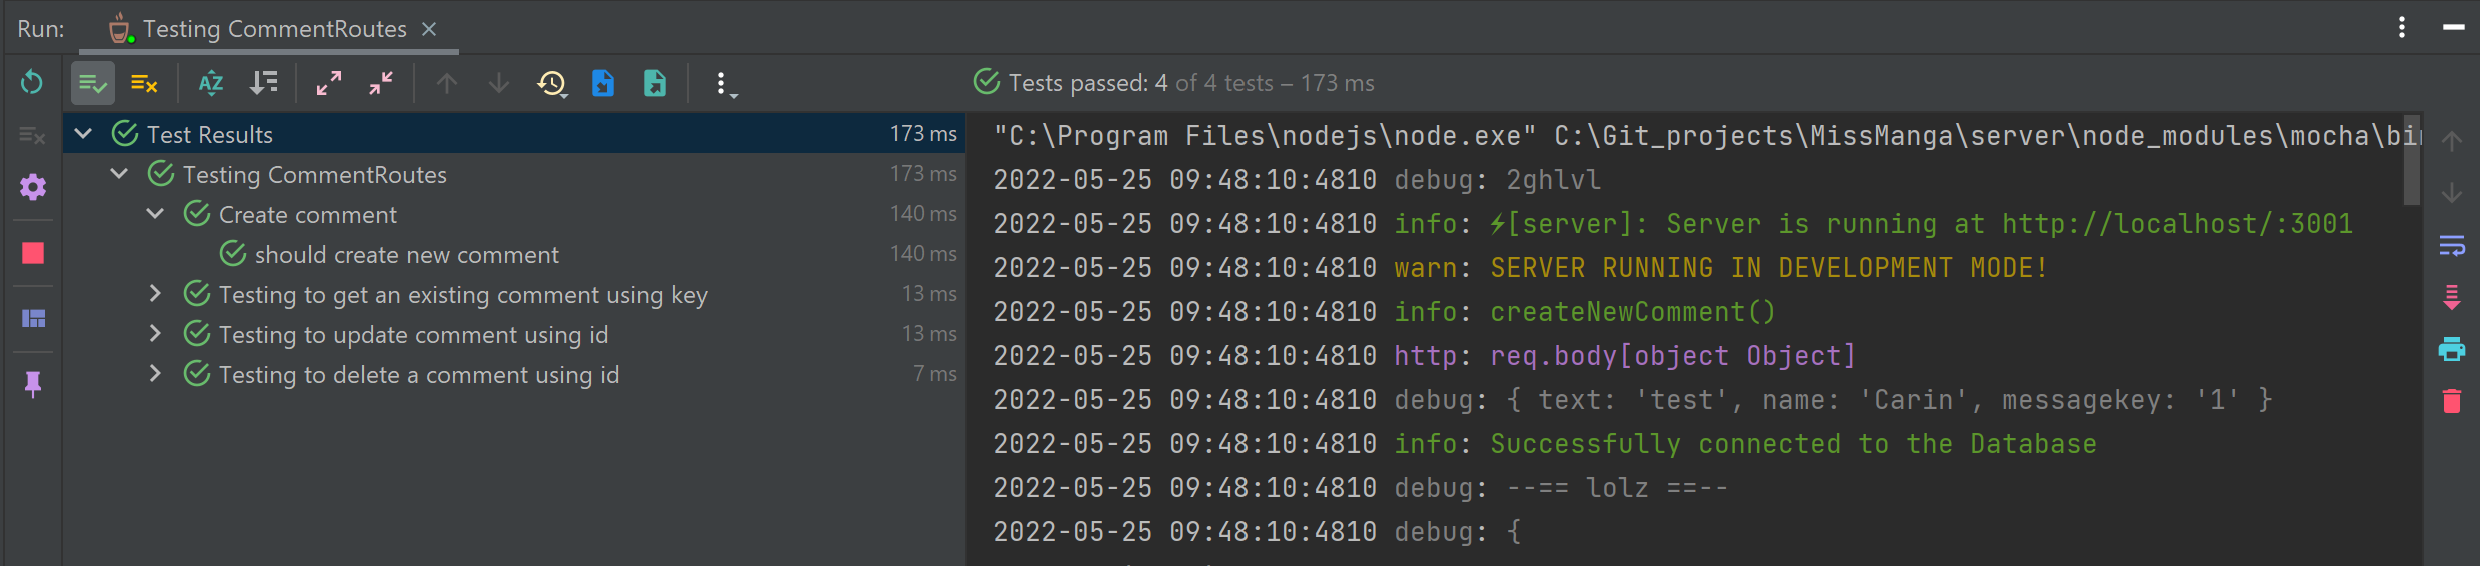 Run: Testing CommentRoutes
Tests passed: 4 of 4 tests – 173 ms
Test Results 173 ms
Testing CommentRoutes 173 ms
Create comment 140 ms
should create new comment 140 ms
Testing to get an existing comment using key 13 ms
Testing to update comment using id 13 ms
Testing to delete a comment using id 7 ms
"C:\Program Files\nodejs\node.exe" C:\Git_projects\MissManga\server\node_modules\mocha\bin
2022-05-25 09:48:10:4810 debug: 2ghlvl
2022-05-25 09:48:10:4810 info: ⚡[server]: Server is running at http://localhost/:3001
2022-05-25 09:48:10:4810 warn: SERVER RUNNING IN DEVELOPMENT MODE!
2022-05-25 09:48:10:4810 info: createNewComment()
2022-05-25 09:48:10:4810 http: req.body[object Object]
2022-05-25 09:48:10:4810 debug: { text: 'test', name: 'Carin', messagekey: '1' }
2022-05-25 09:48:10:4810 info: Successfully connected to the Database
2022-05-25 09:48:10:4810 debug: --== lolz ==--
2022-05-25 09:48:10:4810 debug: {